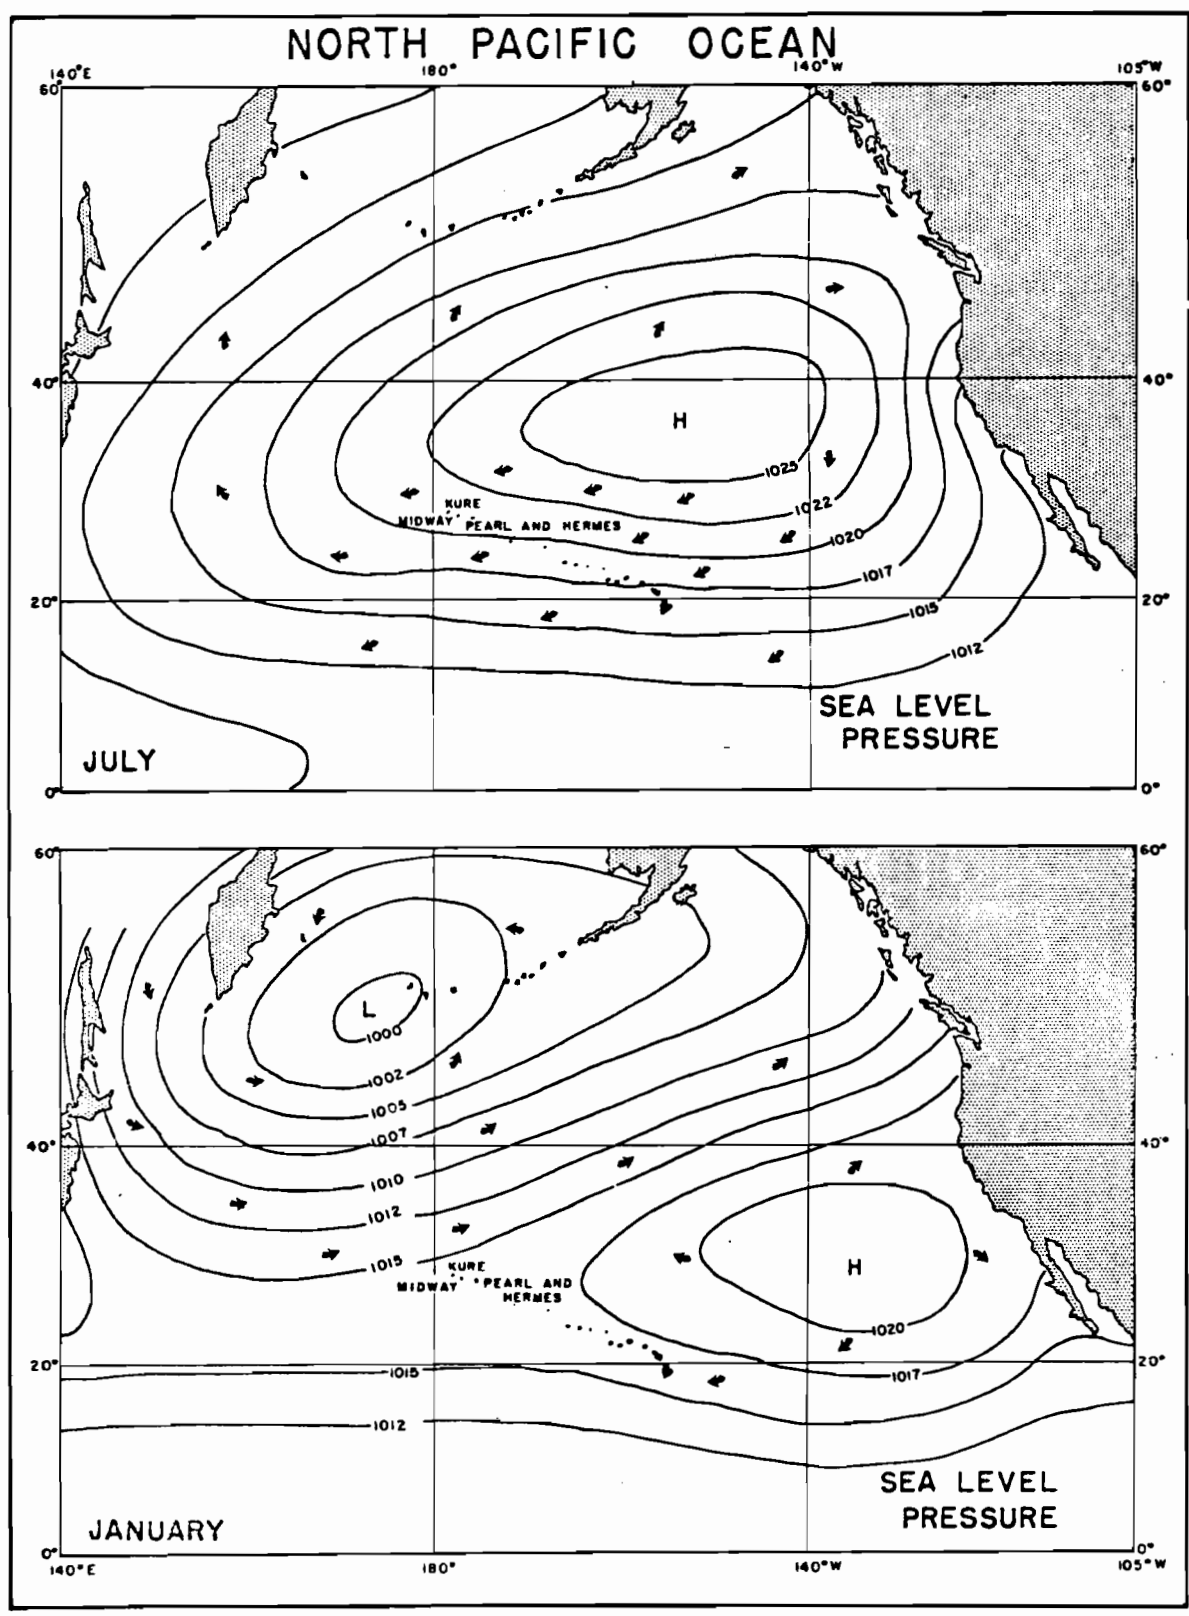 NORTH PACIFIC OCEAN
140°E 180° 140°W 105°W
60° 60°
40° 40°
H
1025
KURE
MIDWAY PEARL AND HERMES
1022
1020
1017
20° 20°
1015
1012
SEA LEVEL
PRESSURE
JULY
0° 0°
60° 60°
L
1000
1002
1005
1007
40° 40°
1010
1012
1015
KURE
MIDWAY PEARL AND
HERMES
H
1020
20° 20°
1015
1017
1012
SEA LEVEL
PRESSURE
JANUARY
0° 0°
140°E 180° 140°W 105°W